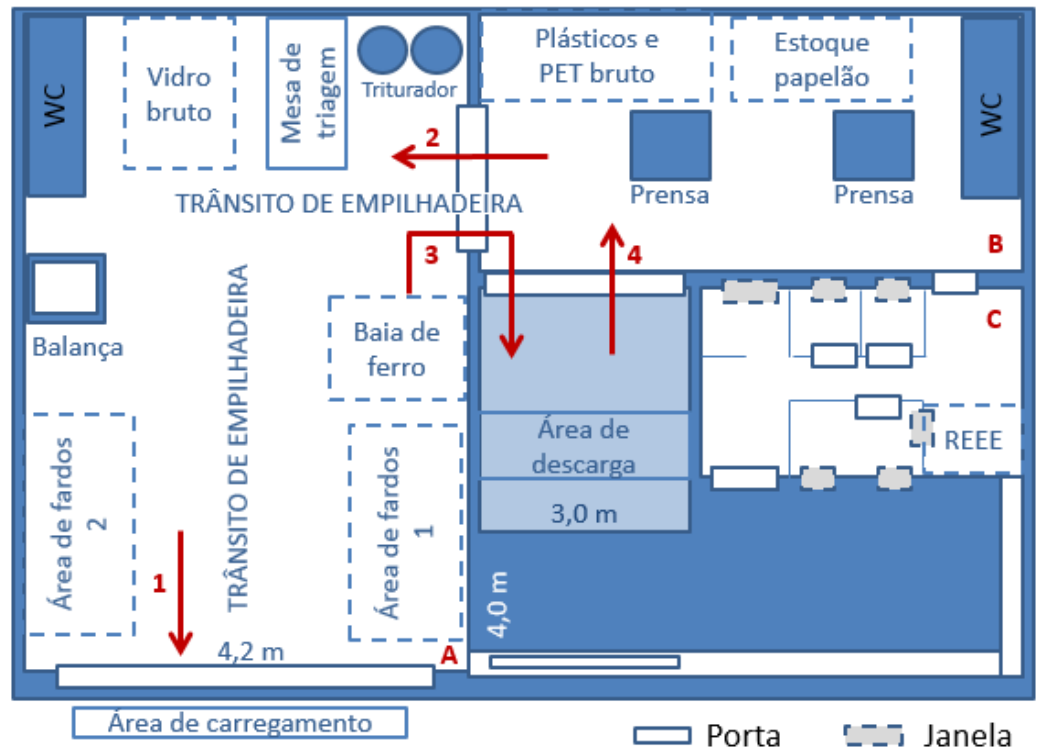 WC
Vidro
bruto
Mesa de
triagem
Triturador
Plásticos e
PET bruto
Estoque
papelão
WC
2
Prensa
Prensa
TRÂNSITO DE EMPILHADEIRA
3
4
B
TRÂNSITO DE EMPILHADEIRA
Balança
Baia de
ferro
C
Área de fardos
2
Área de fardos
1
Área de
descarga
REEE
3,0 m
1
4,0 m
4,2 m
A
Área de carregamento
Porta
Janela